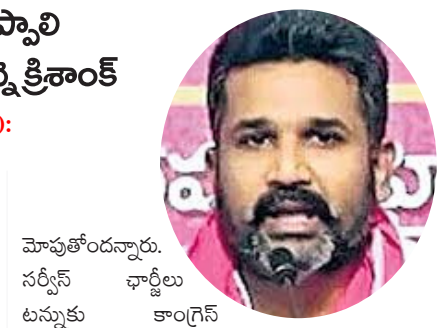 ప్పాలి
న్నే క్రిశాంక్
):
మోపుతోందన్నారు.
సర్వీస్ ఛార్జీలు
టన్నుకు కాంగ్రెస్